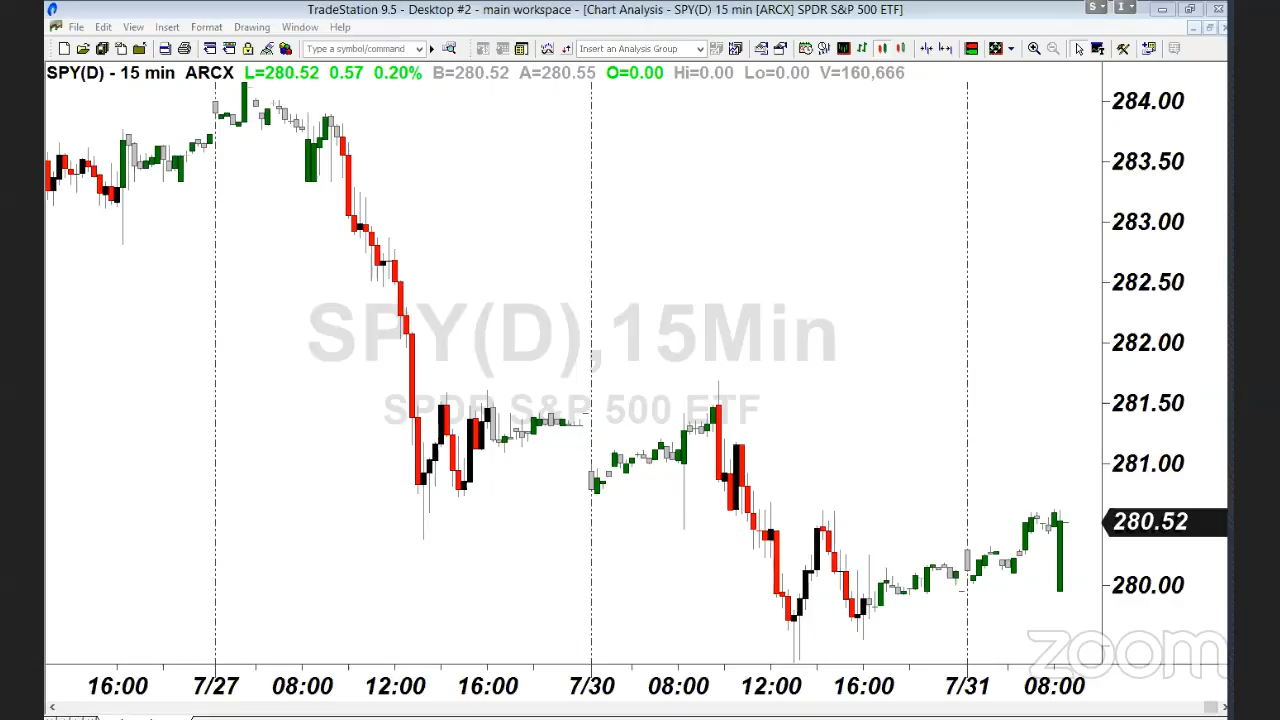 TradeStation 9.5 - Desktop #2 - main workspace - [Chart Analysis - SPY(D) 15 min [ARCX] SPDR S&P 500 ETF]
S I
File Edit View Insert Format Drawing Window Help
Type a symbol/command Insert an Analysis Group
SPY(D) - 15 min ARCX L=280.52 0.57 0.20% B=280.52 A=280.55 O=0.00 Hi=0.00 Lo=0.00 V=160,666
284.00
283.50
283.00
282.50
SPY(D),15Min
282.00
SPDR S&P 500 ETF
281.50
281.00
280.52
280.00
zoom
16:00 7/27 08:00 12:00 16:00 7/30 08:00 12:00 16:00 7/31 08:00